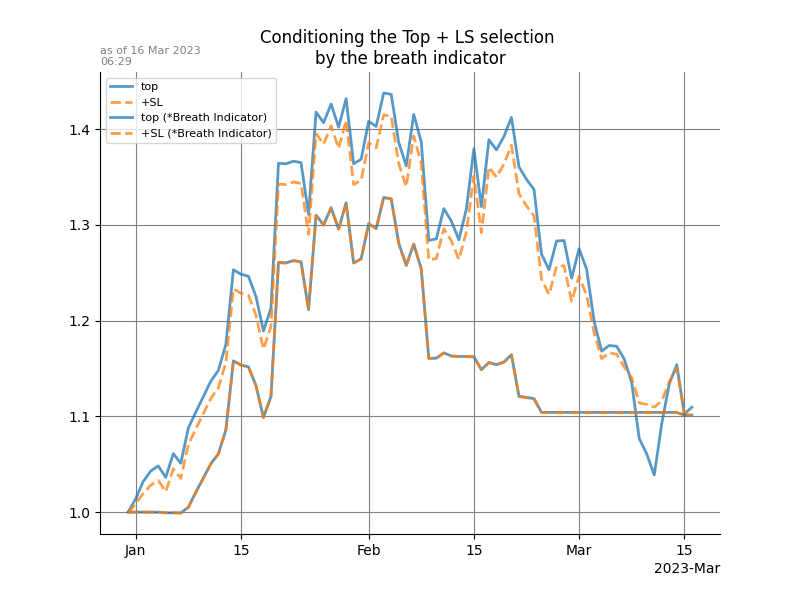 Conditioning the Top + LS selection
by the breath indicator
as of 16 Mar 2023
06:29
top
+SL
top (*Breath Indicator)
+SL (*Breath Indicator)
1.4
1.3
1.2
1.1
1.0
Jan
15
Feb
15
Mar
15
2023-Mar